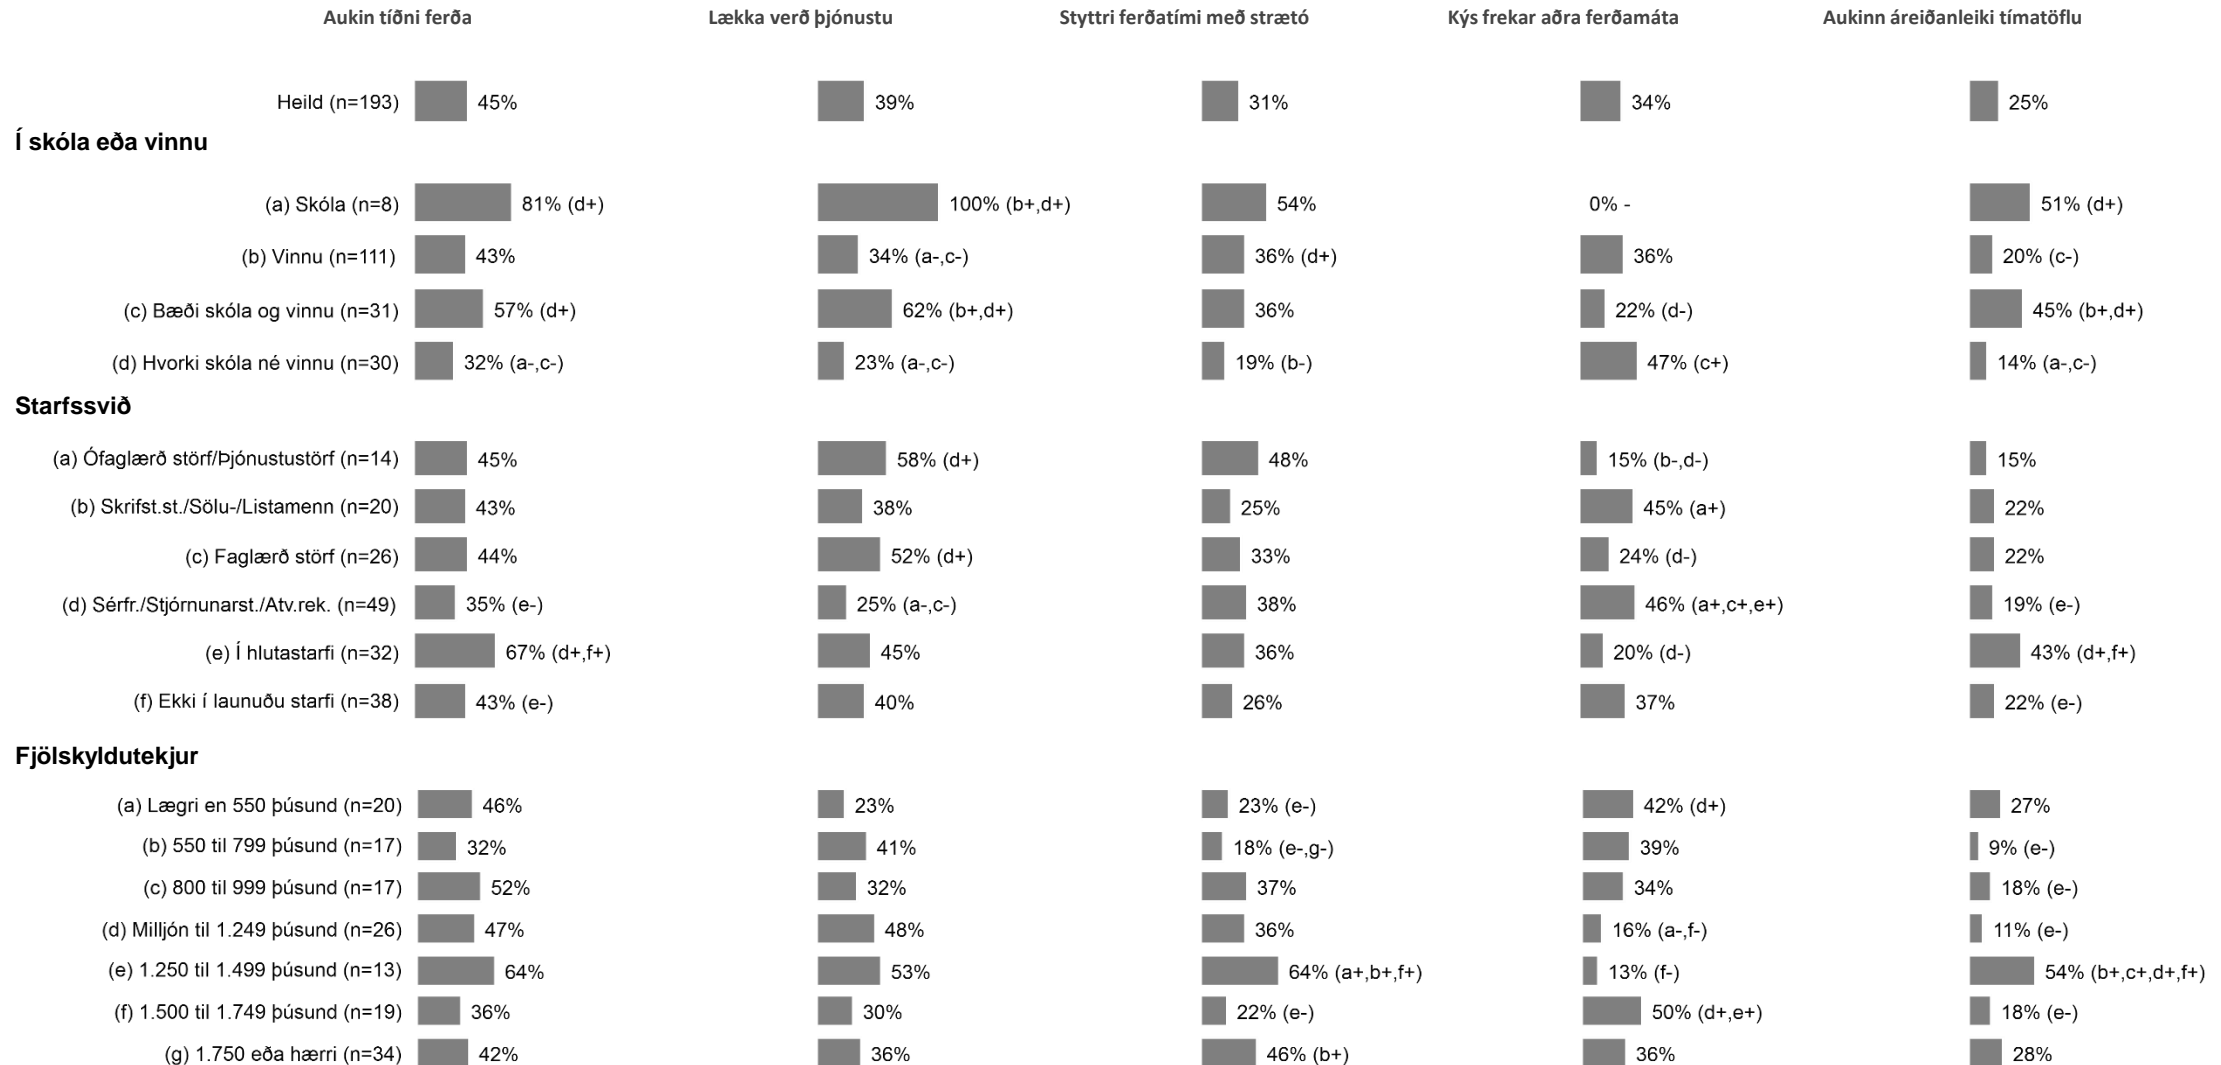 Aukin tíðni ferða Lækka verð þjónustu Styttri ferðatími með strætó Kýs frekar aðra ferðamáta Aukinn áreiðanleiki tímatöflu
Heild (n=193) 45% 39% 31% 34% 25%
Í skóla eða vinnu
(a) Skóla (n=8) 81% (d+) 100% (b+,d+) 54% 0% - 51% (d+)
(b) Vinnu (n=111) 43% 34% (a-,c-) 36% (d+) 36% 20% (c-)
(c) Bæði skóla og vinnu (n=31) 57% (d+) 62% (b+,d+) 36% 22% (d-) 45% (b+,d+)
(d) Hvorki skóla né vinnu (n=30) 32% (a-,c-) 23% (a-,c-) 19% (b-) 47% (c+) 14% (a-,c-)
Starfssvið
(a) Ófaglærð störf/Þjónustustörf (n=14) 45% 58% (d+) 48% 15% (b-,d-) 15%
(b) Skrifst.st./Sölu-/Listamenn (n=20) 43% 38% 25% 45% (a+) 22%
(c) Faglærð störf (n=26) 44% 52% (d+) 33% 24% (d-) 22%
(d) Sérfr./Stjórnunarst./Atv.rek. (n=49) 35% (e-) 25% (a-,c-) 38% 46% (a+,c+,e+) 19% (e-)
(e) Í hlutastarfi (n=32) 67% (d+,f+) 45% 36% 20% (d-) 43% (d+,f+)
(f) Ekki í launuðu starfi (n=38) 43% (e-) 40% 26% 37% 22% (e-)
Fjölskyldutekjur
(a) Lægri en 550 þúsund (n=20) 46% 23% 23% (e-) 42% (d+) 27%
(b) 550 til 799 þúsund (n=17) 32% 41% 18% (e-,g-) 39% 9% (e-)
(c) 800 til 999 þúsund (n=17) 52% 32% 37% 34% 18% (e-)
(d) Milljón til 1.249 þúsund (n=26) 47% 48% 36% 16% (a-,f-) 11% (e-)
(e) 1.250 til 1.499 þúsund (n=13) 64% 53% 64% (a+,b+,f+) 13% (f-) 54% (b+,c+,d+,f+)
(f) 1.500 til 1.749 þúsund (n=19) 36% 30% 22% (e-) 50% (d+,e+) 18% (e-)
(g) 1.750 eða hærri (n=34) 42% 36% 46% (b+) 36% 28%